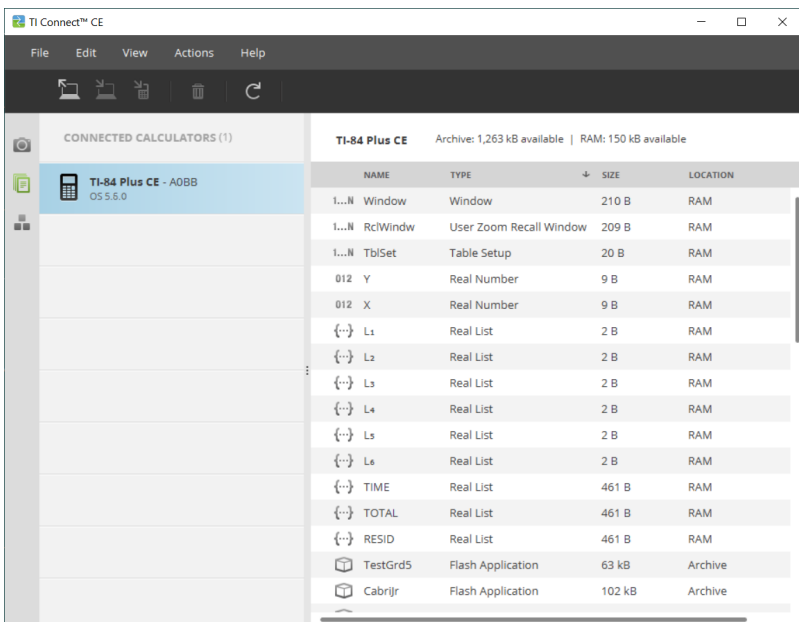 TI Connect™ CE
File Edit View Actions Help
CONNECTED CALCULATORS (1)
TI-84 Plus CE - A0BB
OS 5.6.0
TI-84 Plus CE Archive: 1,263 kB available | RAM: 150 kB available
NAME TYPE SIZE LOCATION
1...N Window Window 210 B RAM
1...N RclWindw User Zoom Recall Window 209 B RAM
1...N TblSet Table Setup 20 B RAM
012 Y Real Number 9 B RAM
012 X Real Number 9 B RAM
{...} L₁ Real List 2 B RAM
{...} L₂ Real List 2 B RAM
{...} L₃ Real List 2 B RAM
{...} L₄ Real List 2 B RAM
{...} L₅ Real List 2 B RAM
{...} L₆ Real List 2 B RAM
{...} TIME Real List 461 B RAM
{...} TOTAL Real List 461 B RAM
{...} RESID Real List 461 B RAM
TestGrd5 Flash Application 63 kB Archive
CabriJr Flash Application 102 kB Archive